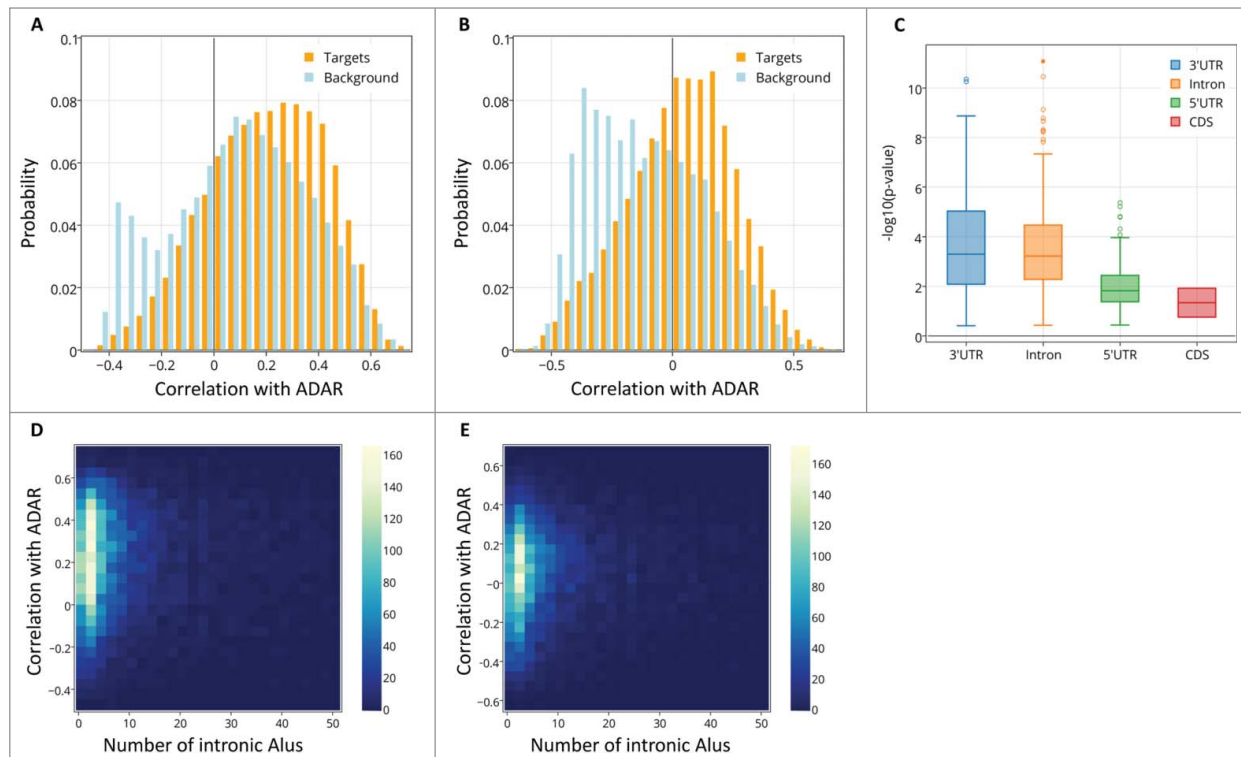 A
0.1
0.08
0.06
0.04
0.02
0
Probability
Targets
Background
−0.4
−0.2
0
0.2
0.4
0.6
Correlation with ADAR
B
0.1
0.08
0.06
0.04
0.02
0
Probability
Targets
Background
−0.5
0
0.5
Correlation with ADAR
C
10
8
6
4
2
0
-log10(p-value)
3'UTR
Intron
5'UTR
CDS
3'UTR
Intron
5'UTR
CDS
D
0.6
0.4
0.2
0
−0.2
−0.4
Correlation with ADAR
0
10
20
30
40
50
Number of intronic Alus
160
140
120
100
80
60
40
20
0
E
0.6
0.4
0.2
−0
−0.2
−0.4
−0.6
Correlation with ADAR
0
10
20
30
40
50
Number of intronic Alus
160
140
120
100
80
60
40
20
0